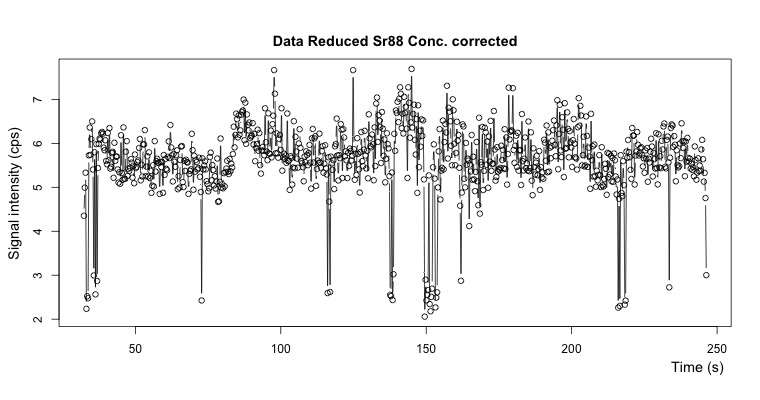 Data Reduced Sr88 Conc. corrected
Signal intensity (cps)
7
6
5
4
3
2
50 100 150 200 250
Time (s)